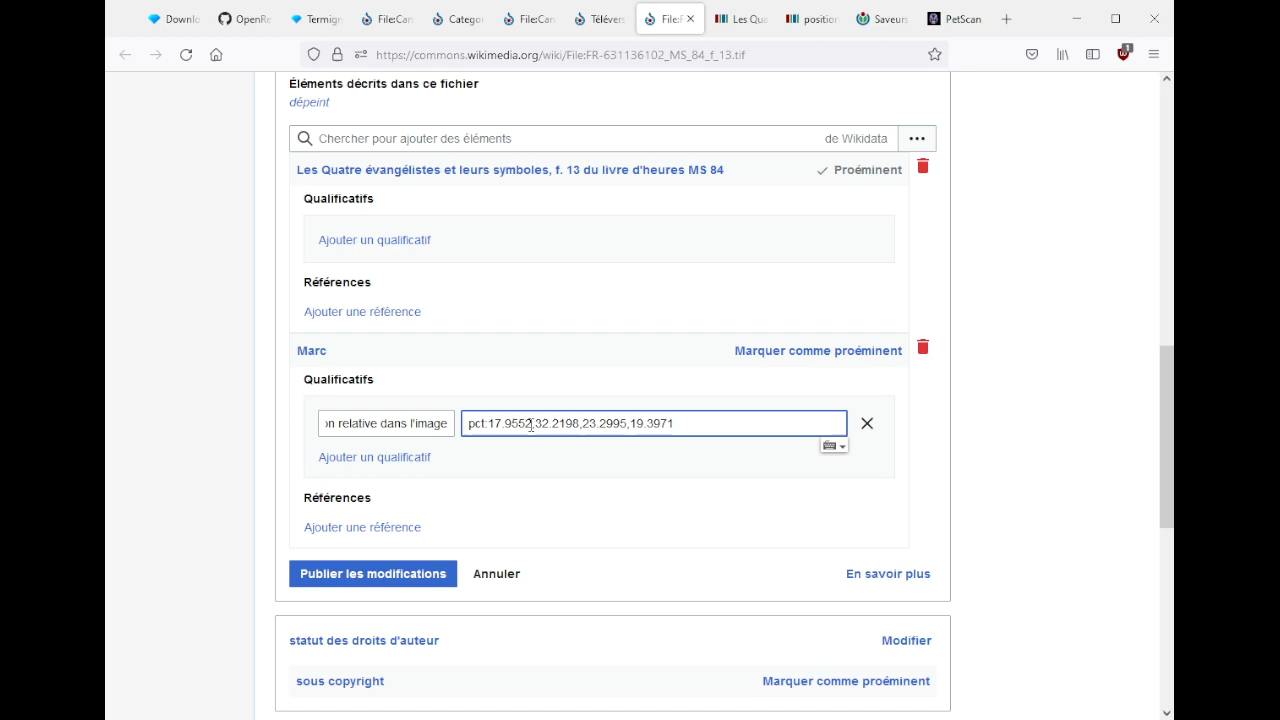 Downlo
OpenRe
Termign
File:Can
Catego
File:Can
Télévers
File:F
Les Qua
position
Saveurs
PetScan
https://commons.wikimedia.org/wiki/File:FR-631136102_MS_84_f_13.tif
1
Éléments décrits dans ce fichier
dépeint
Chercher pour ajouter des éléments de Wikidata
Les Quatre évangélistes et leurs symboles, f. 13 du livre d'heures MS 84 Proéminent
Qualificatifs
Ajouter un qualificatif
Références
Ajouter une référence
Marc Marquer comme proéminent
Qualificatifs
on relative dans l'image pct:17.9552,32.2198,23.2995,19.3971
Ajouter un qualificatif
Références
Ajouter une référence
Publier les modifications Annuler En savoir plus
statut des droits d'auteur Modifier
sous copyright Marquer comme proéminent